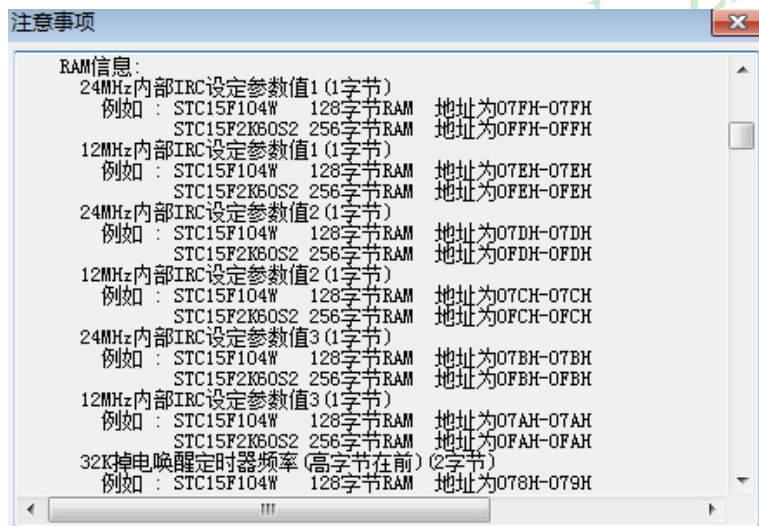 注意事项
RAM信息:
24MHz内部IRC设定参数值1(1字节)
例如 : STC15F104W 128字节RAM 地址为07FH-07FH
STC15F2K60S2 256字节RAM 地址为0FFH-0FFH
12MHz内部IRC设定参数值1(1字节)
例如 : STC15F104W 128字节RAM 地址为07EH-07EH
STC15F2K60S2 256字节RAM 地址为0FEH-0FEH
24MHz内部IRC设定参数值2(1字节)
例如 : STC15F104W 128字节RAM 地址为07DH-07DH
STC15F2K60S2 256字节RAM 地址为0FDH-0FDH
12MHz内部IRC设定参数值2(1字节)
例如 : STC15F104W 128字节RAM 地址为07CH-07CH
STC15F2K60S2 256字节RAM 地址为0FCH-0FCH
24MHz内部IRC设定参数值3(1字节)
例如 : STC15F104W 128字节RAM 地址为07BH-07BH
STC15F2K60S2 256字节RAM 地址为0FBH-0FBH
12MHz内部IRC设定参数值3(1字节)
例如 : STC15F104W 128字节RAM 地址为07AH-07AH
STC15F2K60S2 256字节RAM 地址为0FAH-0FAH
32K掉电唤醒定时器频率(高字节在前)(2字节)
例如 : STC15F104W 128字节RAM 地址为078H-079H